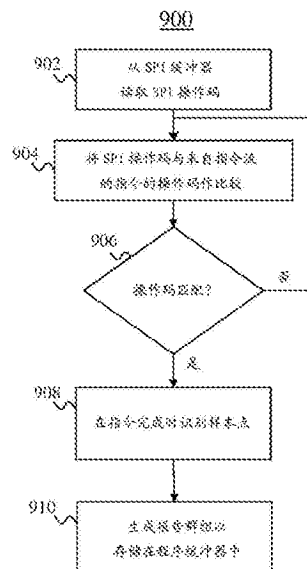 900
902
从 SPI 缓冲器
读取 SPI 操作码
904
将 SPI 操作码与来自指令流
的指令的操作码作比较
906
操作码匹配?
否
是
908
在指令完成时识别样本点
910
生成报告群组以
存储在程序缓冲器中